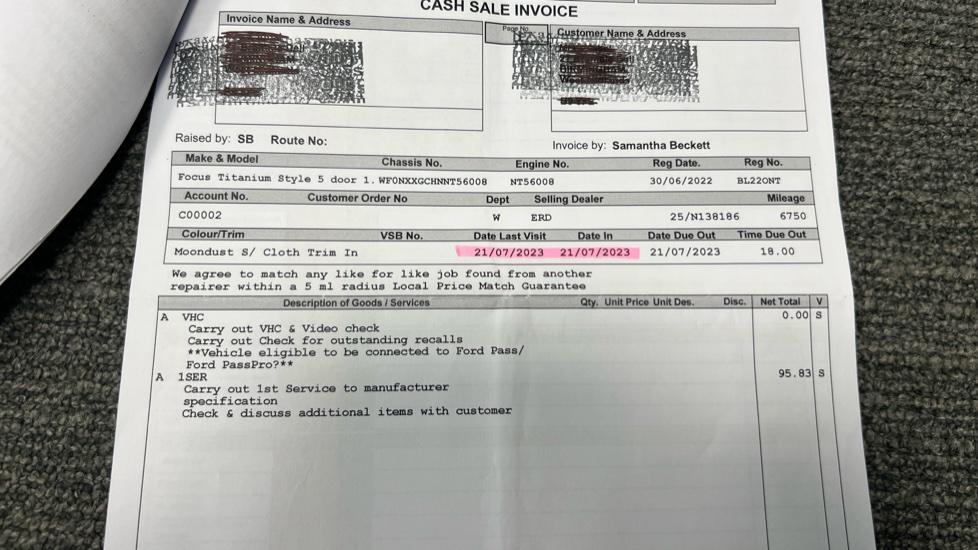 CASH SALE INVOICE
Invoice Name & Address
Page No.
Customer Name & Address
Raised by: SB Route No:
Invoice by: Samantha Beckett
Make & Model Chassis No. Engine No. Reg Date. Reg No.
Focus Titanium Style 5 door 1. WF0NXXGCHNNT56008 NT56008 30/06/2022 BL22ONT
Account No. Customer Order No Dept Selling Dealer Mileage
C00002 W ERD 25/N138186 6750
Colour/Trim VSB No. Date Last Visit Date In Date Due Out Time Due Out
Moondust S/ Cloth Trim In 21/07/2023 21/07/2023 21/07/2023 18.00
We agree to match any like for like job found from another
repairer within a 5 ml radius Local Price Match Guarantee
Description of Goods / Services Qty. Unit Price Unit Des. Disc. Net Total V
A VHC 0.00 S
Carry out VHC & Video check
Carry out Check for outstanding recalls
**Vehicle eligible to be connected to Ford Pass/
Ford PassPro?**
A 1SER 95.83 S
Carry out 1st Service to manufacturer
specification
Check & discuss additional items with customer